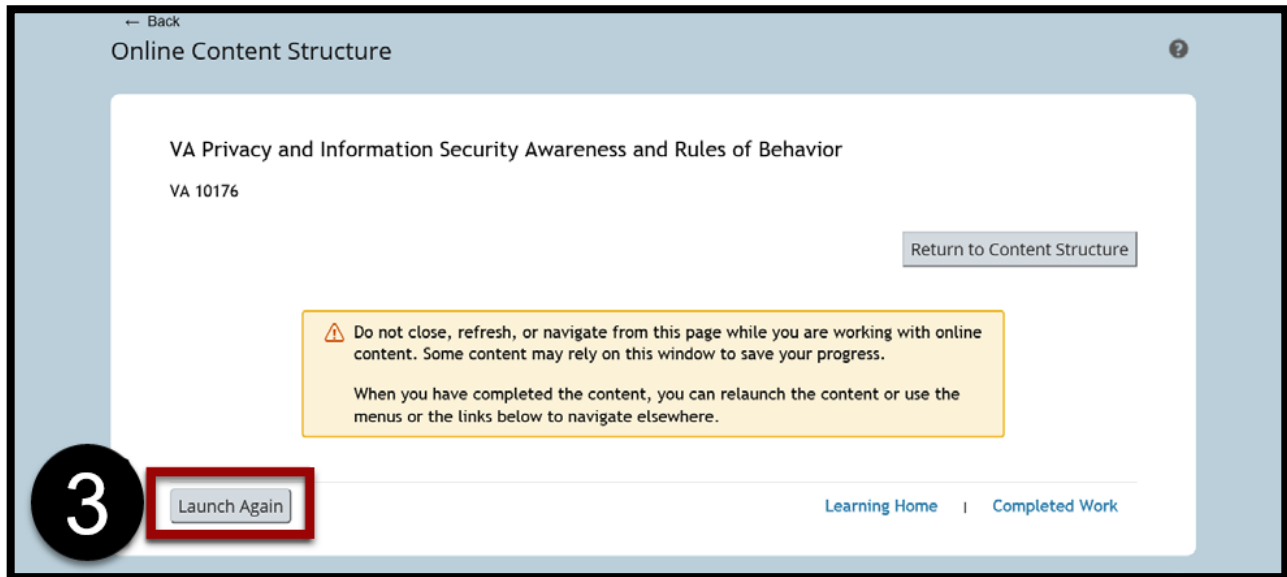 ← Back
Online Content Structure
?
VA Privacy and Information Security Awareness and Rules of Behavior
VA 10176
Return to Content Structure
Do not close, refresh, or navigate from this page while you are working with online
content. Some content may rely on this window to save your progress.
When you have completed the content, you can relaunch the content or use the
menus or the links below to navigate elsewhere.
3
Launch Again
Learning Home | Completed Work